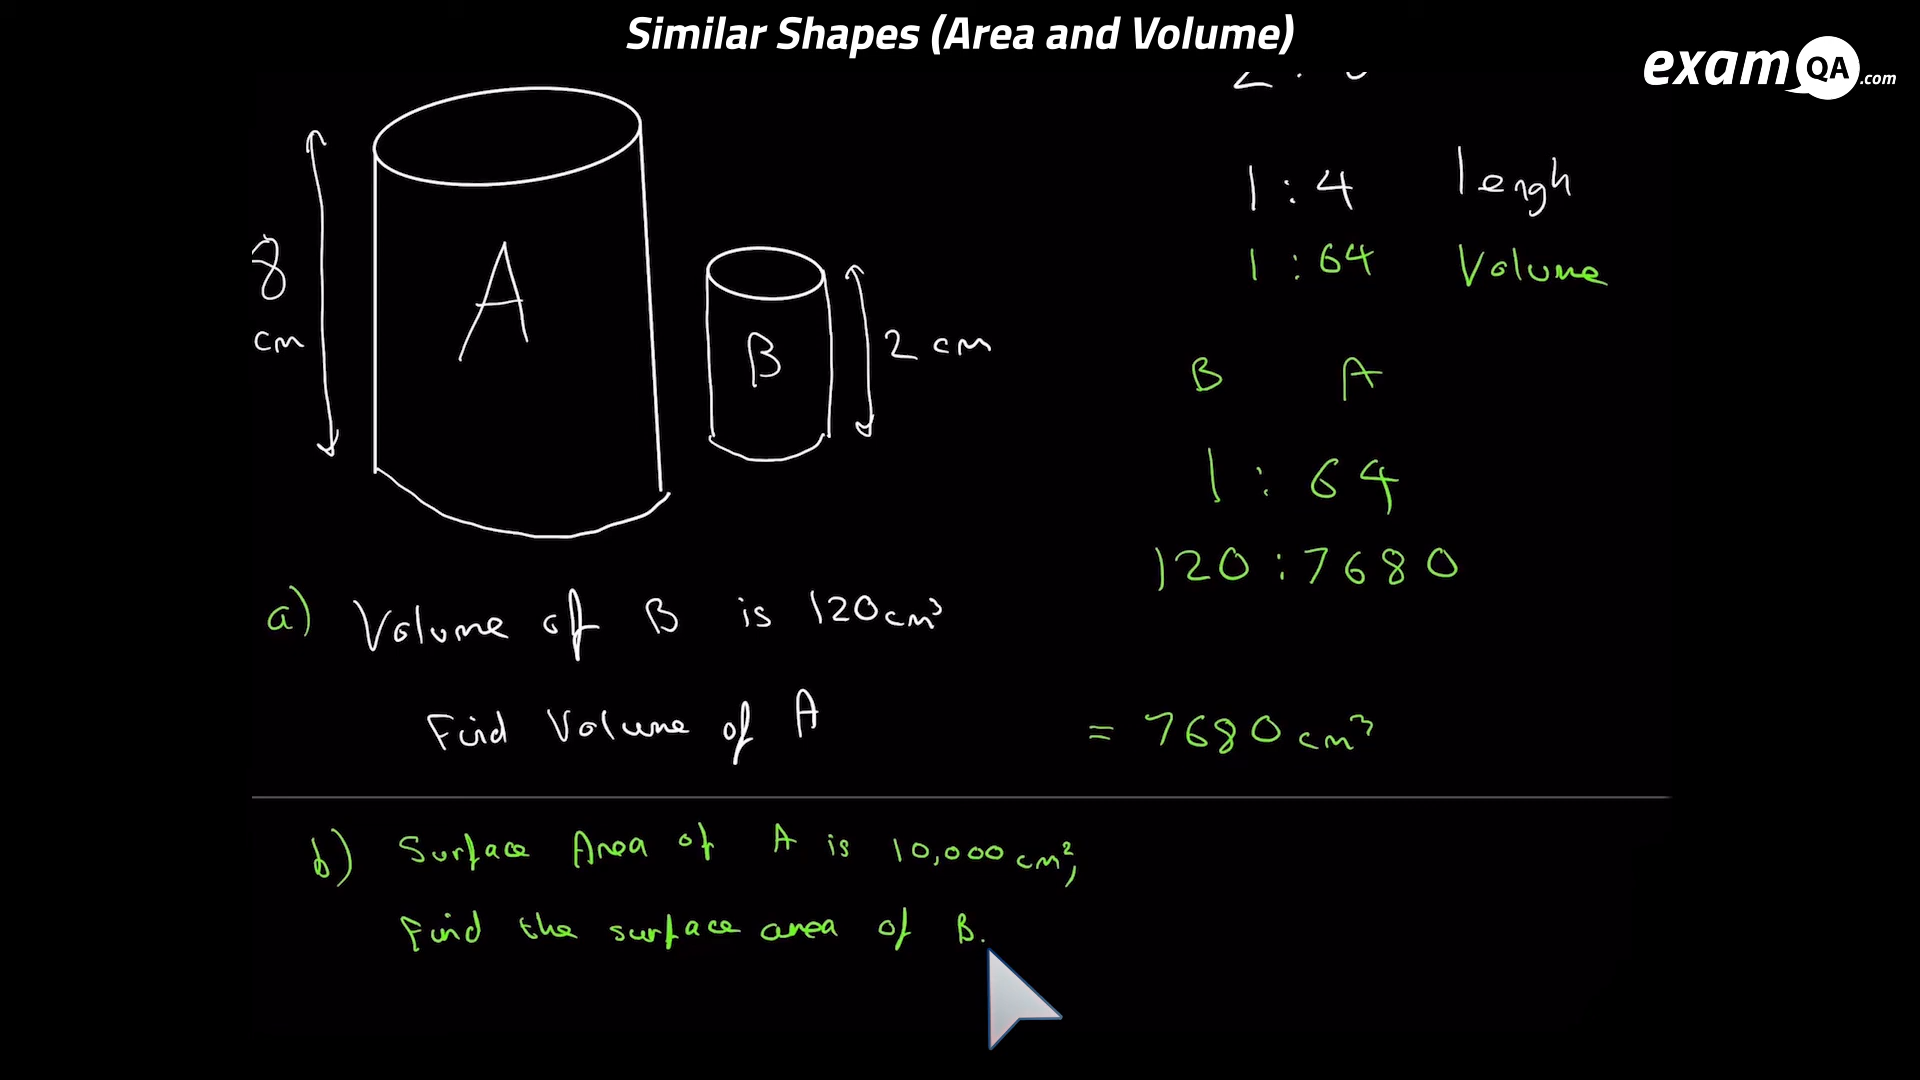 Similar Shapes (Area and Volume)
examQA.com
8
cm
A
B
2 cm
1 : 4 lengh
1 : 64 Volume
B A
1 : 64
120 : 7680
a) Volume of B is 120cm³
Find Volume of A
= 7680 cm³
b) Surface Area of A is 10,000 cm²,
Find the surface area of B.